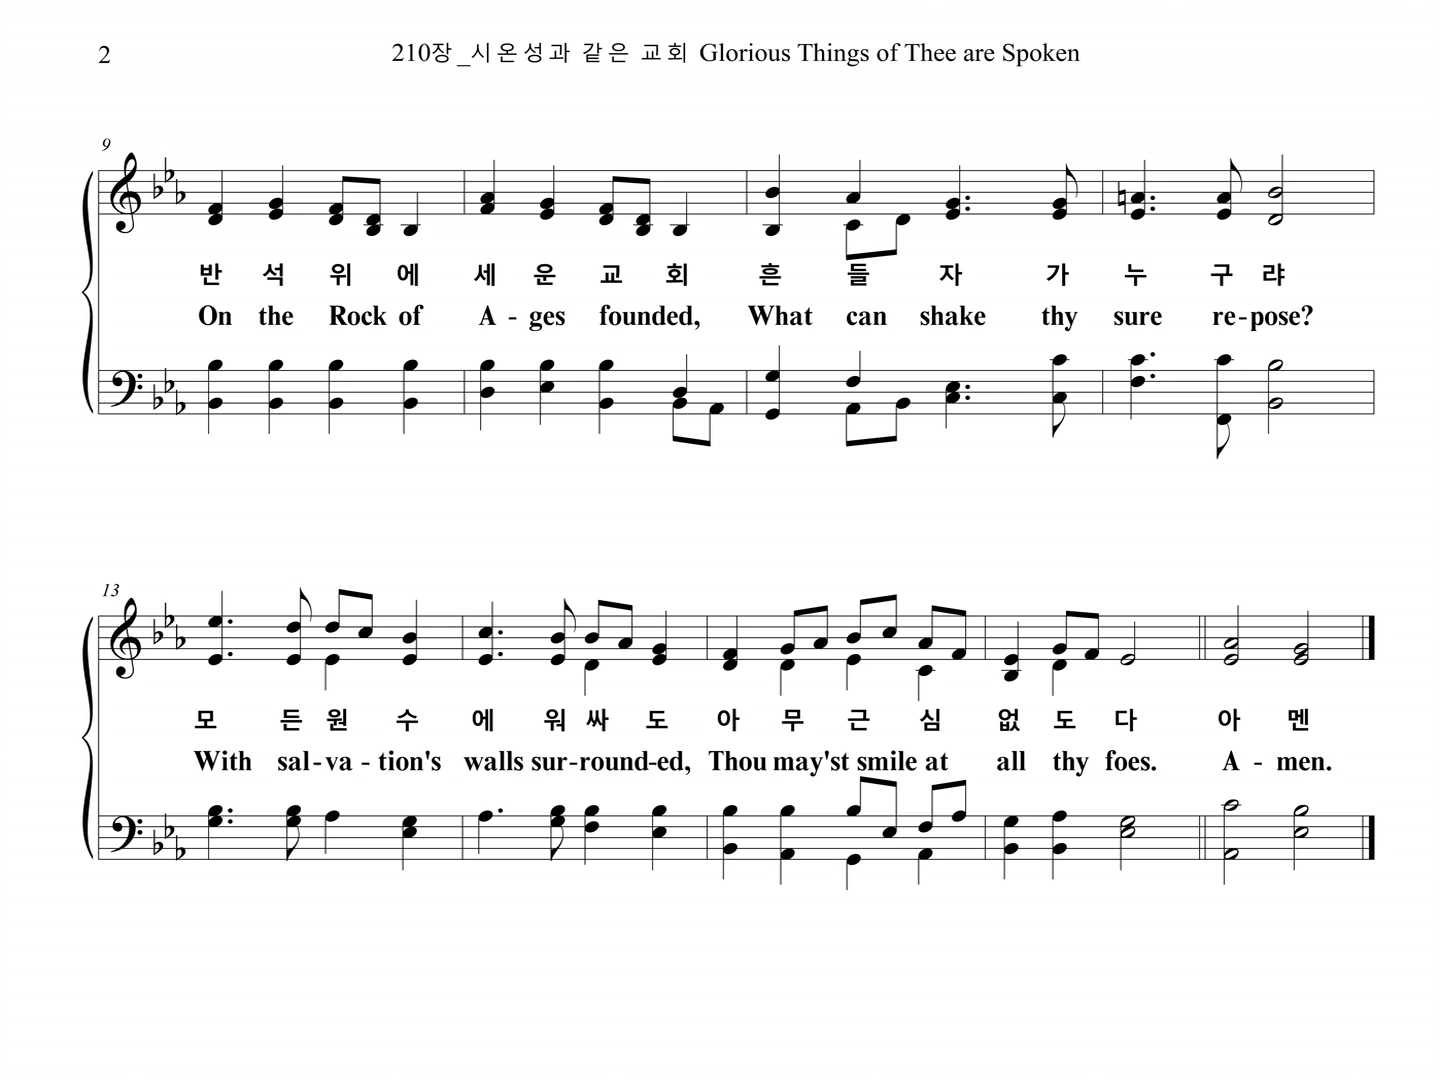 2
210장_시온성과 같은 교회 Glorious Things of Thee are Spoken
9
반 석 위 에 세 운 교 회 흔 들 자 가 누 구 랴
On the Rock of A - ges founded, What can shake thy sure re-pose?
13
모 든 원 수 에 워 싸 도 아 무 근 심 없 도 다 아 멘
With sal-va - tion's walls sur-round-ed, Thou may'st smile at all thy foes. A - men.